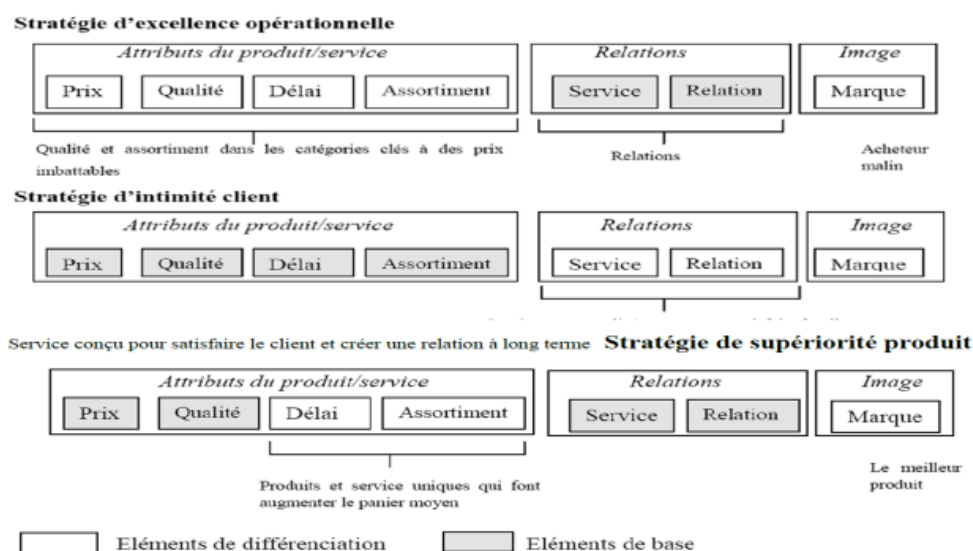 Stratégie d'excellence opérationnelle
Attributs du produit/service Relations Image
Prix Qualité Délai Assortiment Service Relation Marque
Qualité et assortiment dans les catégories clés à des prix
imbattables
Relations
Acheteur
malin
Stratégie d'intimité client
Attributs du produit/service Relations Image
Prix Qualité Délai Assortiment Service Relation Marque
Service conçu pour satisfaire le client et créer une relation à long terme Stratégie de supériorité produit
Attributs du produit/service Relations Image
Prix Qualité Délai Assortiment Service Relation Marque
Produits et service uniques qui font
augmenter le panier moyen
Le meilleur
produit
Eléments de différenciation Eléments de base